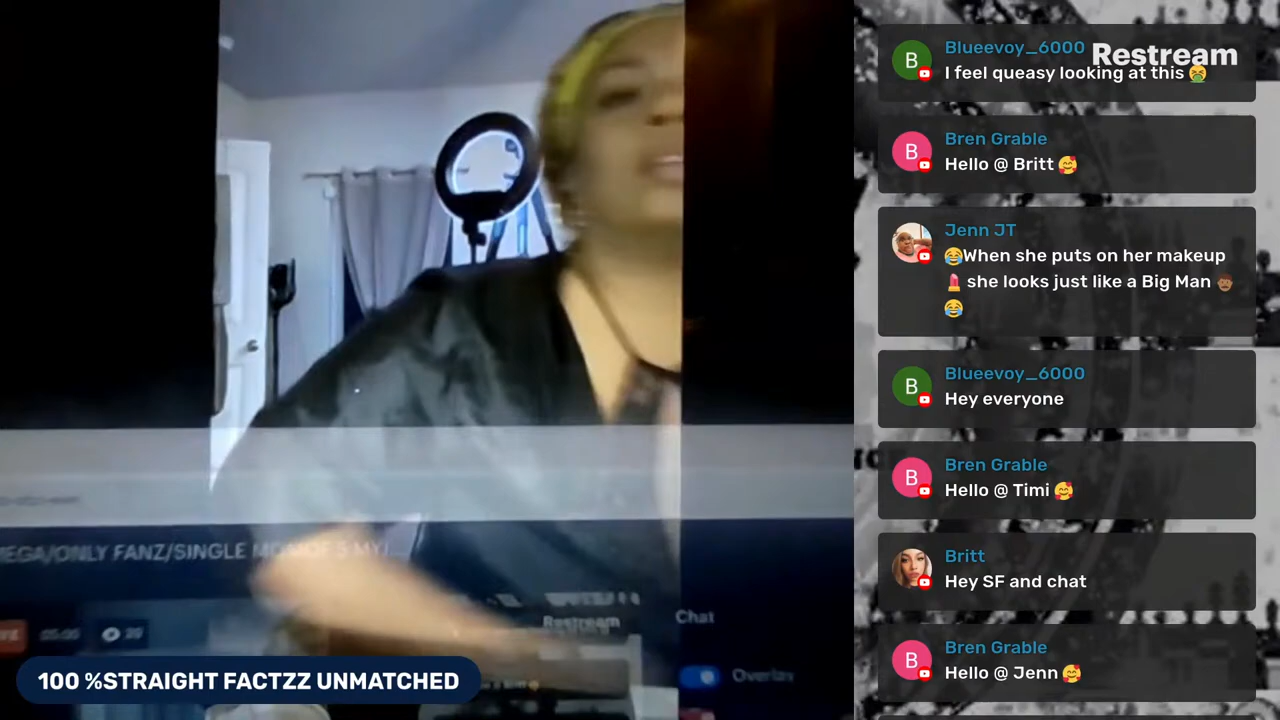 Restream
Blueevoy_6000
I feel queasy looking at this 🤮
Bren Grable
Hello @ Britt 🥰
Jenn JT
😂When she puts on her makeup
💄 she looks just like a Big Man 👨🏽
😂
Blueevoy_6000
Hey everyone
Bren Grable
Hello @ Timi 🥰
Britt
Hey SF and chat
Bren Grable
Hello @ Jenn 🥰
EGA/ONLY FANZ/SINGLE
Restream
Chat
Overlay
100 %STRAIGHT FACTZZ UNMATCHED